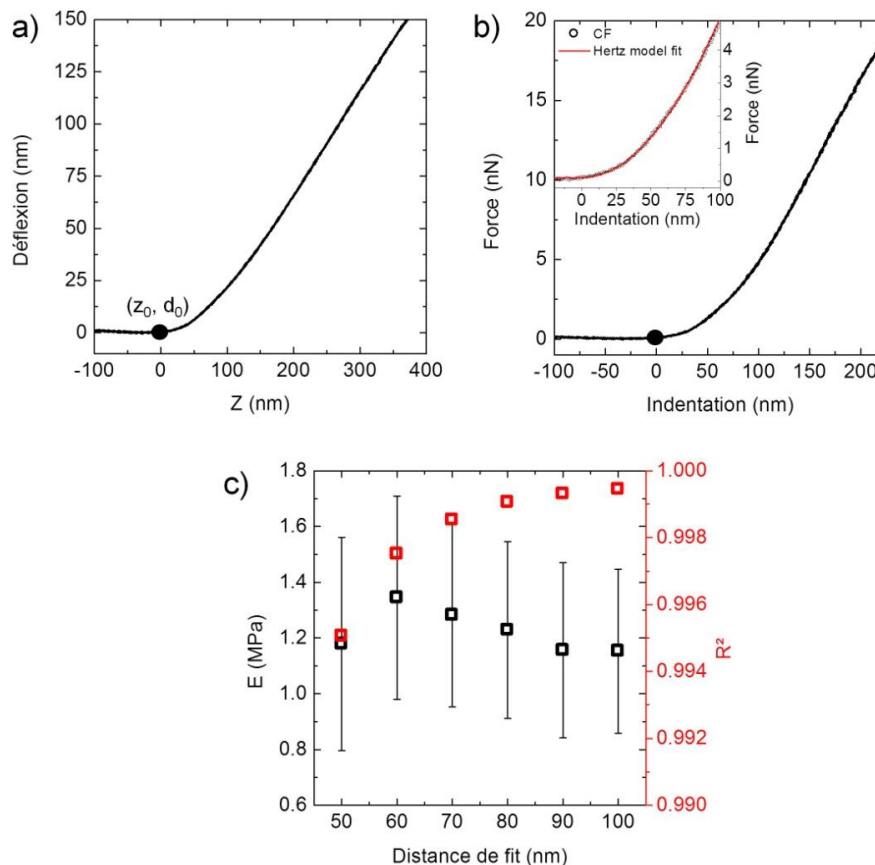 a)
150
125
100
75
50
25
0
Déflexion (nm)
(z₀, d₀)
-100 0 100 200 300 400
Z (nm)
b)
20
15
10
5
0
Force (nN)
CF
Hertz model fit
4
3
2
1
0
Force (nN)
0 25 50 75 100
Indentation (nm)
-100 -50 0 50 100 150 200
Indentation (nm)
c)
1.8
1.6
1.4
1.2
1.0
0.8
0.6
E (MPa)
1.000
0.998
0.996
0.994
0.992
0.990
R²
50 60 70 80 90 100
Distance de fit (nm)